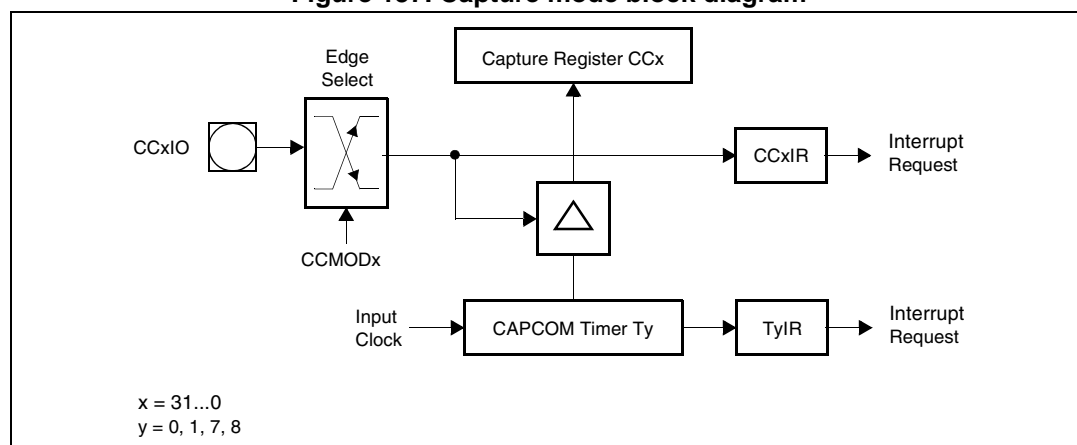 Figure Capture mode block diagram
Edge
Select
Capture Register CCx
CCxIO
CCxIR
Interrupt
Request
CCMODx
Input
Clock
CAPCOM Timer Ty
TyIR
Interrupt
Request
x = 31...0
y = 0, 1, 7, 8